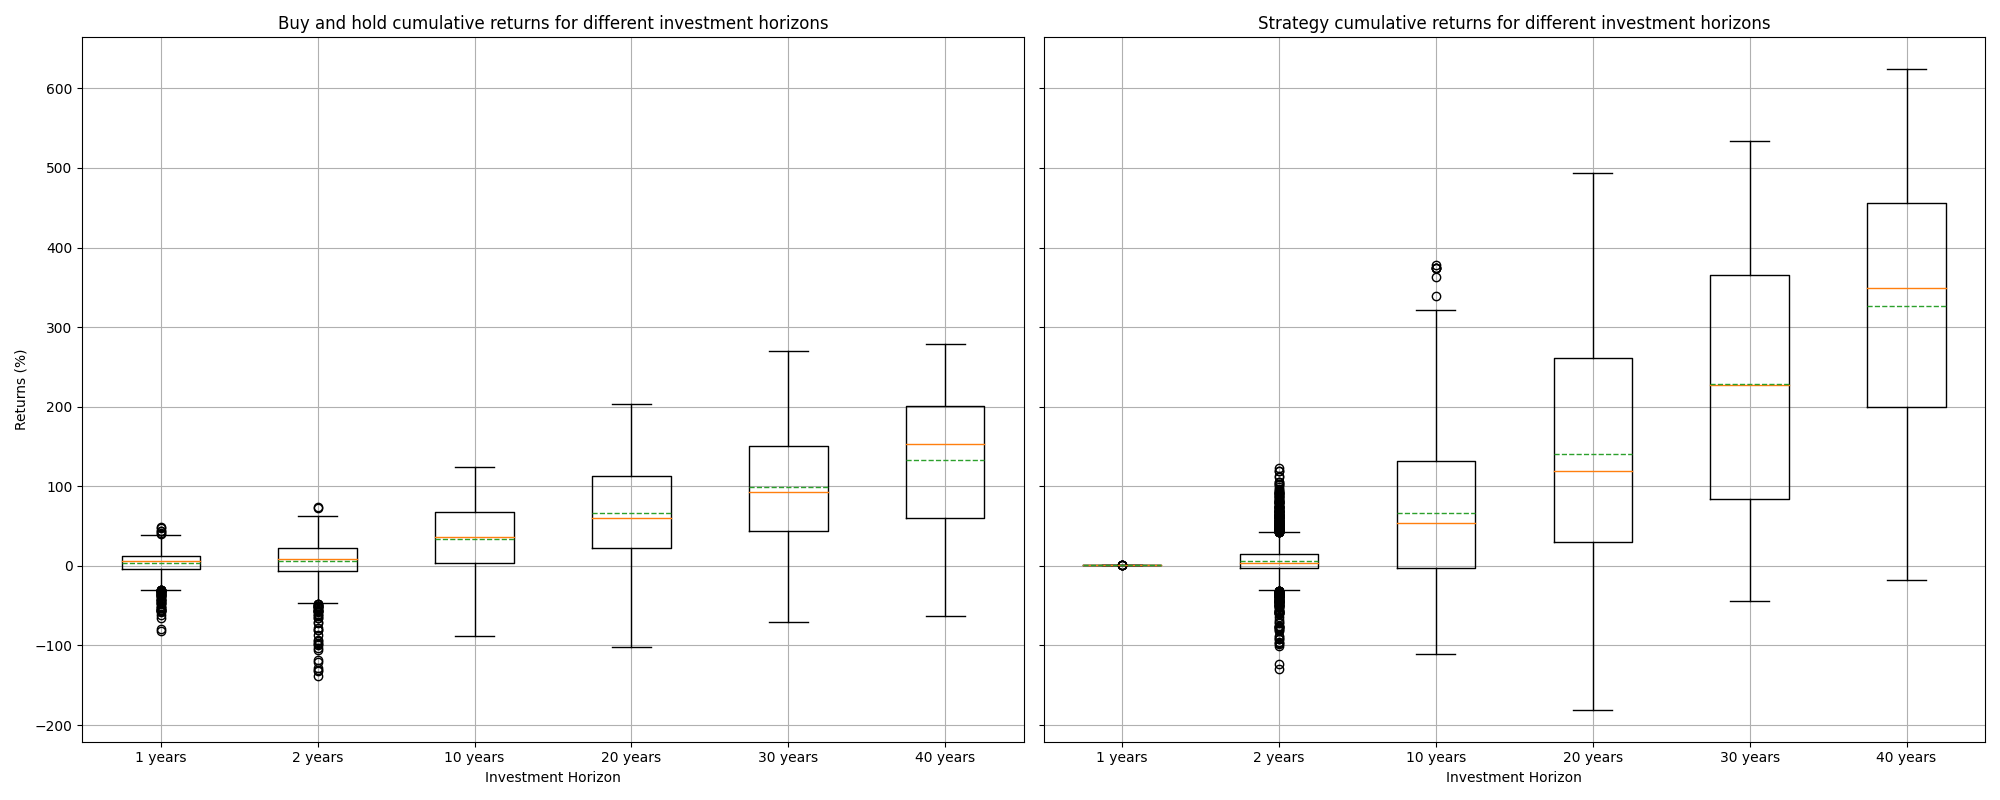 Buy and hold cumulative returns for different investment horizons
Strategy cumulative returns for different investment horizons
Returns (%)
600
500
400
300
200
100
0
−100
−200
1 years 2 years 10 years 20 years 30 years 40 years
Investment Horizon
1 years 2 years 10 years 20 years 30 years 40 years
Investment Horizon